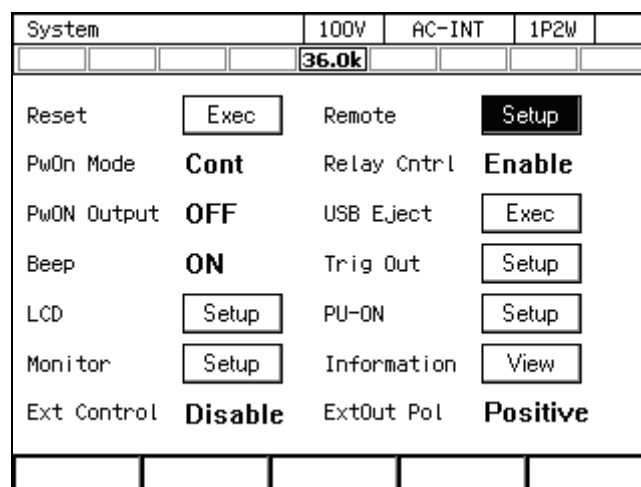 System 100V AC-INT 1P2W
36.0k
Reset Exec Remote Setup
PwOn Mode Cont Relay Cntrl Enable
PwON Output OFF USB Eject Exec
Beep ON Trig Out Setup
LCD Setup PU-ON Setup
Monitor Setup Information View
Ext Control Disable ExtOut Pol Positive